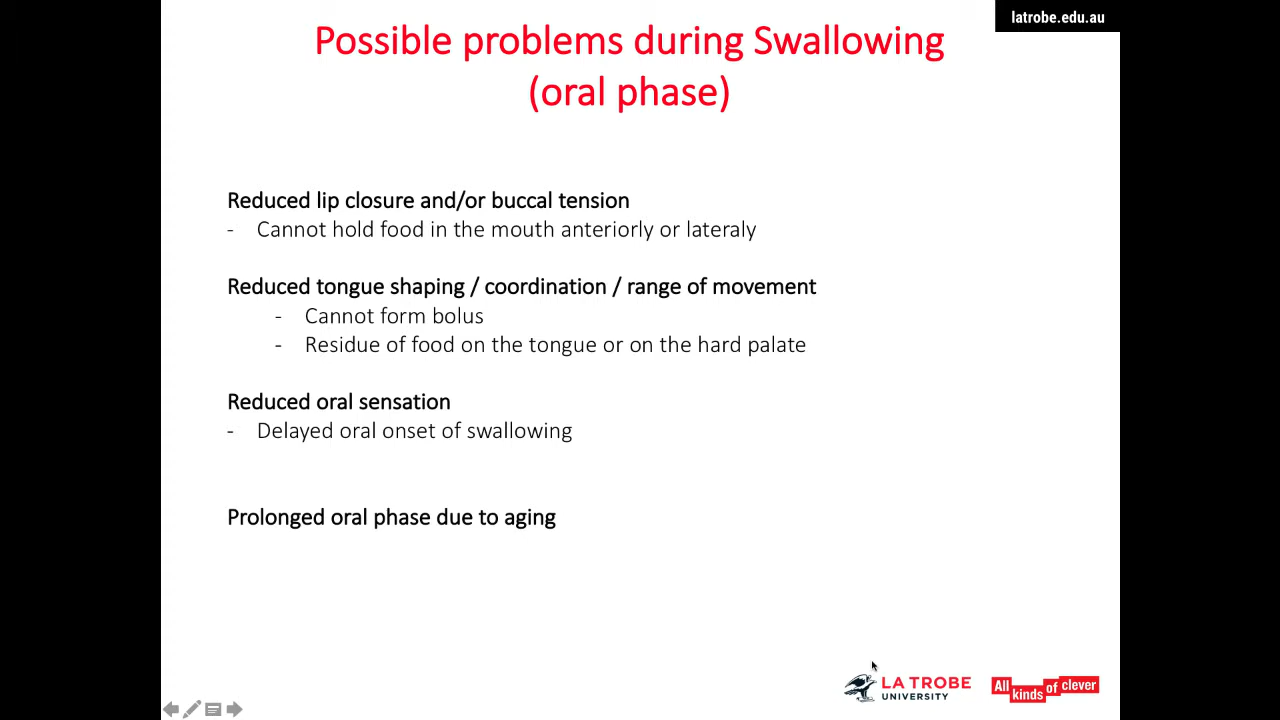 latrobe.edu.au
Possible problems during Swallowing
(oral phase)
Reduced lip closure and/or buccal tension
- Cannot hold food in the mouth anteriorly or lateraly
Reduced tongue shaping / coordination / range of movement
- Cannot form bolus
- Residue of food on the tongue or on the hard palate
Reduced oral sensation
- Delayed oral onset of swallowing
Prolonged oral phase due to aging
LA TROBE
UNIVERSITY
All kinds of clever